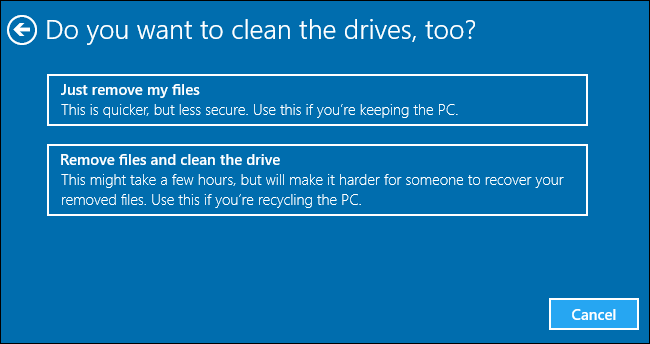 Do you want to clean the drives, too?
Just remove my files
This is quicker, but less secure. Use this if you're keeping the PC.
Remove files and clean the drive
This might take a few hours, but will make it harder for someone to recover your
removed files. Use this if you're recycling the PC.
Cancel